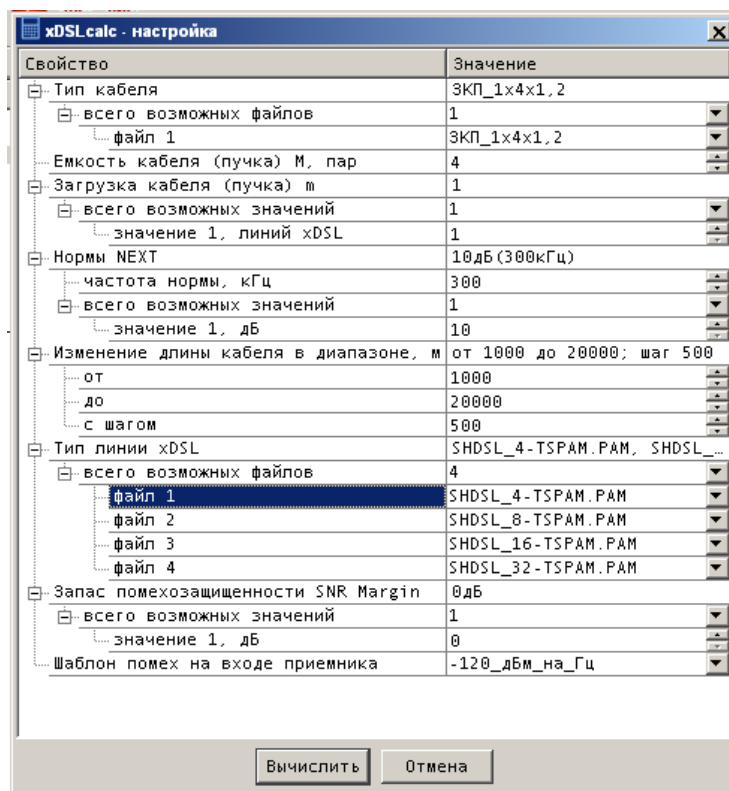 xDSLcalc - настройка
Свойство Значение
Тип кабеля ЗКП_1x4x1,2
всего возможных файлов 1
файл 1 ЗКП_1x4x1,2
Емкость кабеля (пучка) M, пар 4
Загрузка кабеля (пучка) m 1
всего возможных значений 1
значение 1, линий xDSL 1
Нормы NEXT 10дБ(300кГц)
частота нормы, кГц 300
всего возможных значений 1
значение 1, дБ 10
Изменение длины кабеля в диапазоне, м от 1000 до 20000; шаг 500
от 1000
до 20000
с шагом 500
Тип линии xDSL SHDSL_4-TSPAM.PAM, SHDSL_…
всего возможных файлов 4
файл 1 SHDSL_4-TSPAM.PAM
файл 2 SHDSL_8-TSPAM.PAM
файл 3 SHDSL_16-TSPAM.PAM
файл 4 SHDSL_32-TSPAM.PAM
Запас помехозащищенности SNR Margin 0дБ
всего возможных значений 1
значение 1, дБ 0
Шаблон помех на входе приемника -120_дБм_на_Гц
Вычислить Отмена